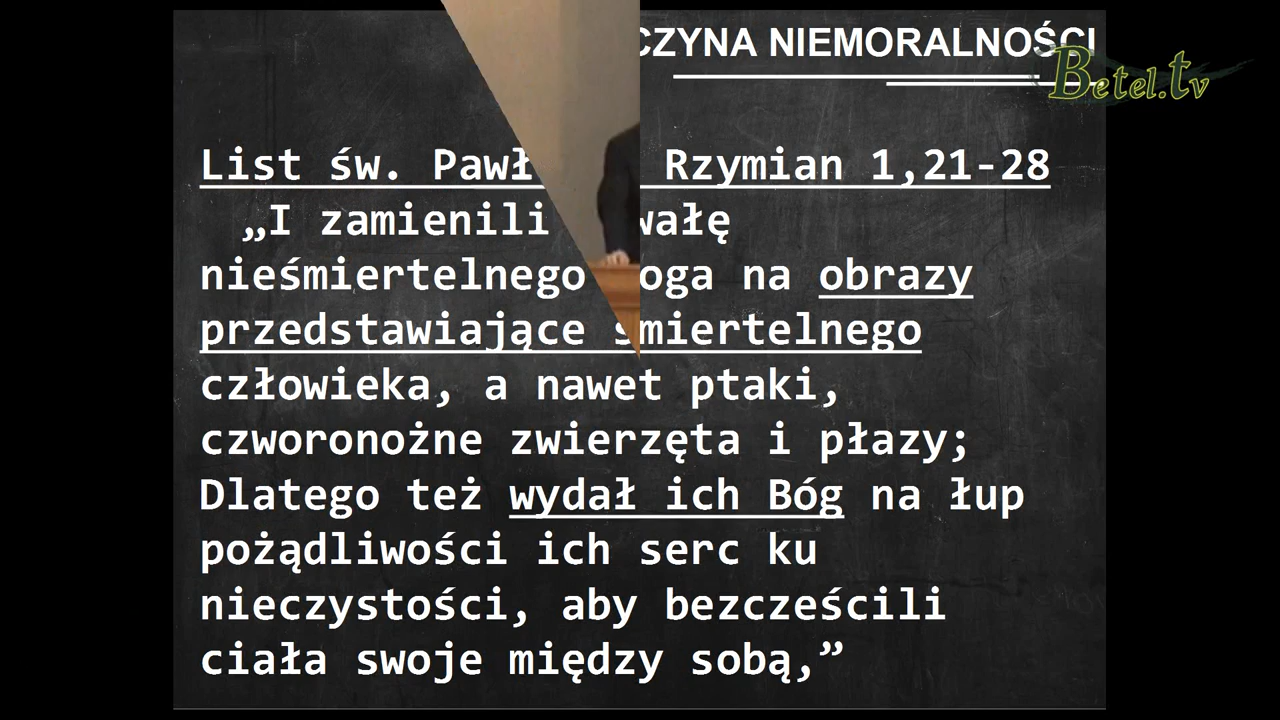 CZYNA NIEMORALNOŚCI
Betel.tv
List św. Pawł Rzymian 1,21-28
„I zamienili wałę
nieśmiertelnego oga na obrazy
przedstawiające śmiertelnego
człowieka, a nawet ptaki,
czworonożne zwierzęta i płazy;
Dlatego też wydał ich Bóg na łup
pożądliwości ich serc ku
nieczystości, aby bezcześcili
ciała swoje między sobą,”